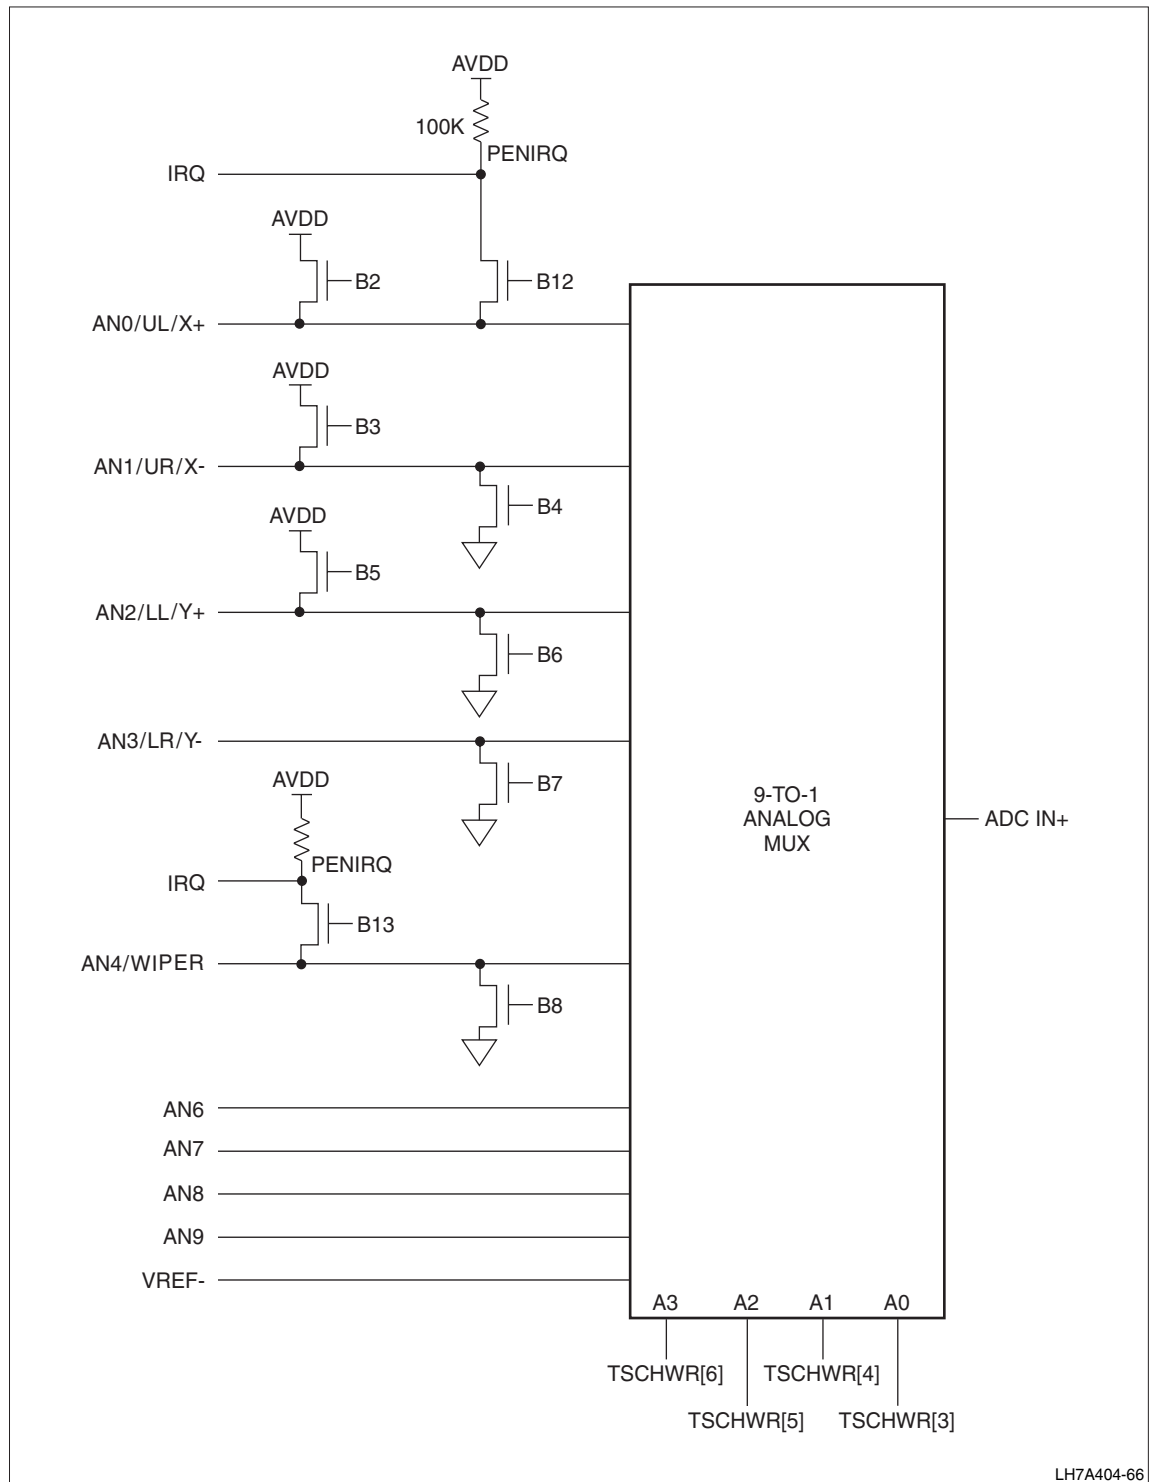 AVDD
100K
PENIRQ
IRQ
AVDD
B2
B12
AN0/UL/X+
AVDD
B3
AN1/UR/X-
B4
AVDD
B5
AN2/LL/Y+
B6
AN3/LR/Y-
B7
AVDD
PENIRQ
IRQ
B13
AN4/WIPER
B8
9-TO-1
ANALOG
MUX
ADC IN+
AN6
AN7
AN8
AN9
VREF-
A3 A2 A1 A0
TSCHWR[6] TSCHWR[4]
TSCHWR[5] TSCHWR[3]
LH7A404-66